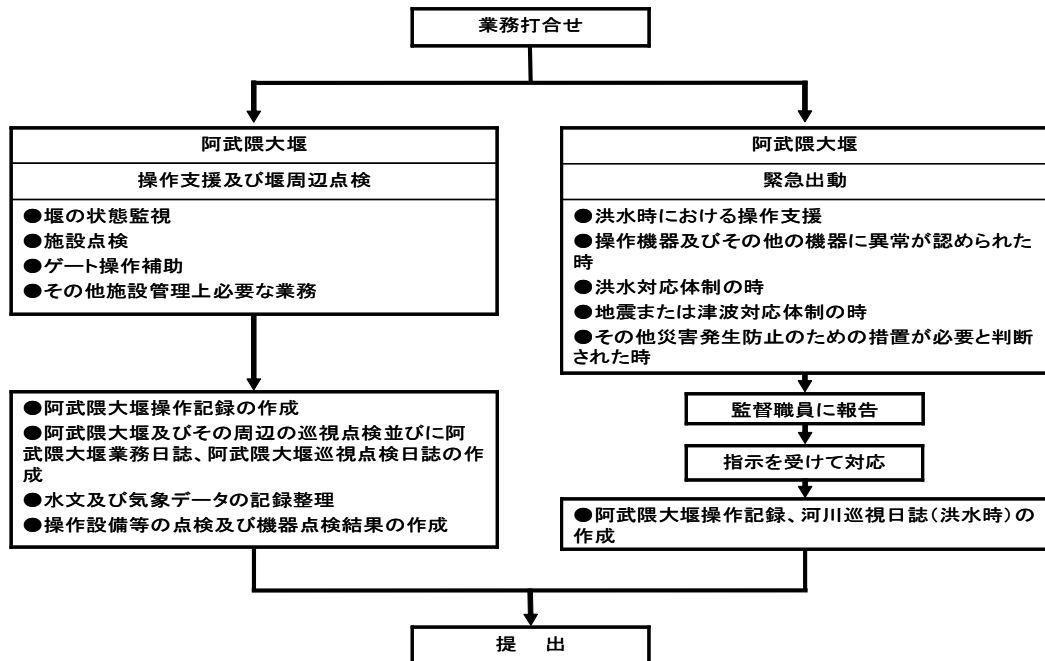 業務打合せ
阿武隈大堰
操作支援及び堰周辺点検
●堰の状態監視
●施設点検
●ゲート操作補助
●その他施設管理上必要な業務
●阿武隈大堰操作記録の作成
●阿武隈大堰及びその周辺の巡視点検並びに阿
武隈大堰業務日誌、阿武隈大堰巡視点検日誌の作
成
●水文及び気象データの記録整理
●操作設備等の点検及び機器点検結果の作成
阿武隈大堰
緊急出動
●洪水時における操作支援
●操作機器及びその他の機器に異常が認められた
時
●洪水対応体制の時
●地震または津波対応体制の時
●その他災害発生防止のための措置が必要と判断
された時
監督職員に報告
指示を受けて対応
●阿武隈大堰操作記録、河川巡視日誌(洪水時)の
作成
提　出